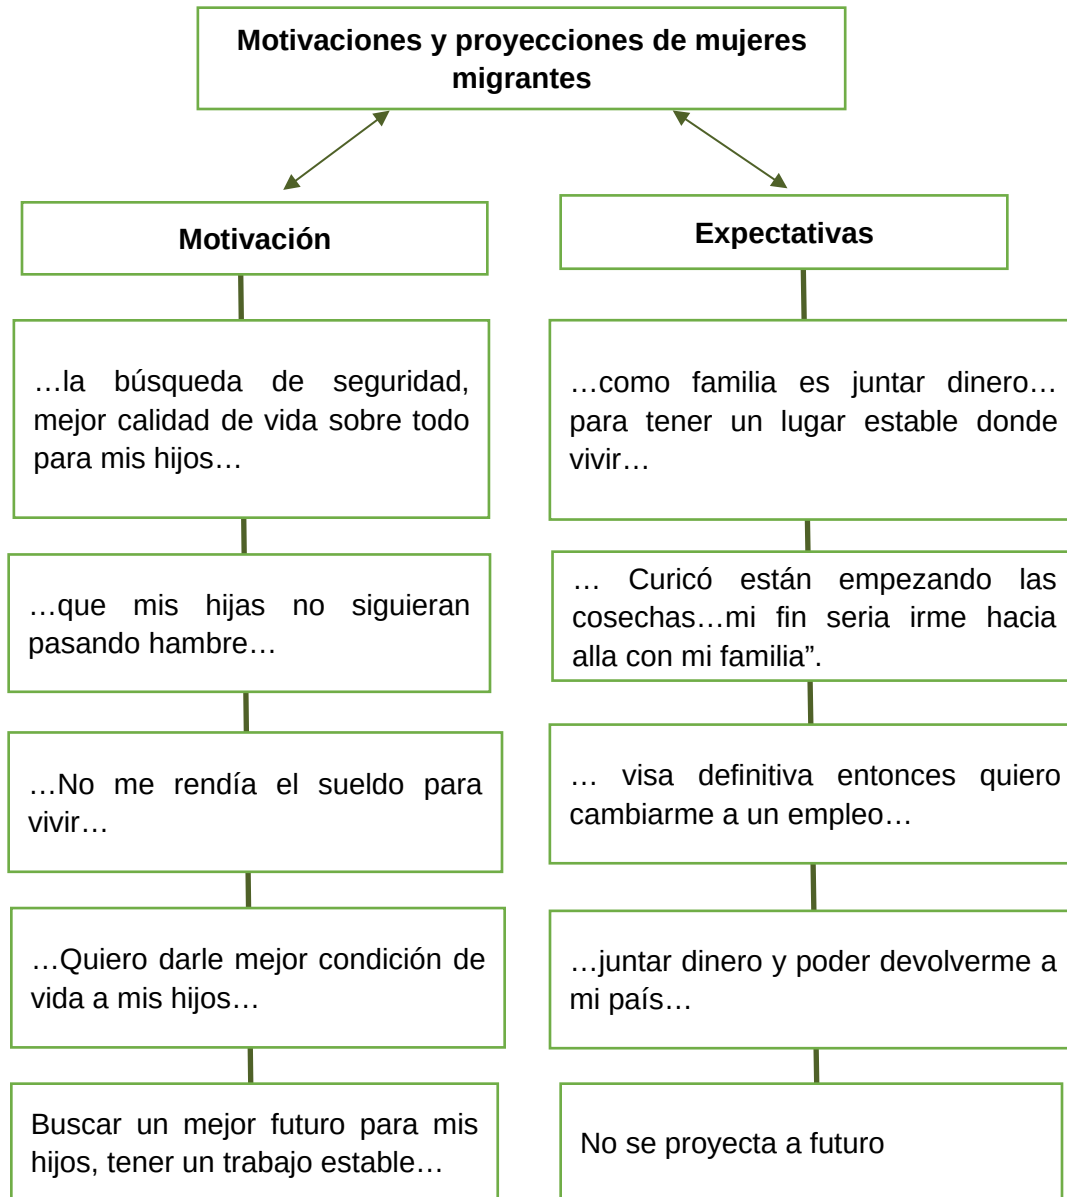 Motivaciones y proyecciones de mujeres
migrantes
Motivación
Expectativas
…la búsqueda de seguridad,
mejor calidad de vida sobre todo
para mis hijos…
…como familia es juntar dinero…
para tener un lugar estable donde
vivir…
…que mis hijas no siguieran
pasando hambre…
… Curicó están empezando las
cosechas…mi fin seria irme hacia
alla con mi familia”.
…No me rendía el sueldo para
vivir…
… visa definitiva entonces quiero
cambiarme a un empleo…
…Quiero darle mejor condición de
vida a mis hijos…
…juntar dinero y poder devolverme a
mi país…
Buscar un mejor futuro para mis
hijos, tener un trabajo estable…
No se proyecta a futuro